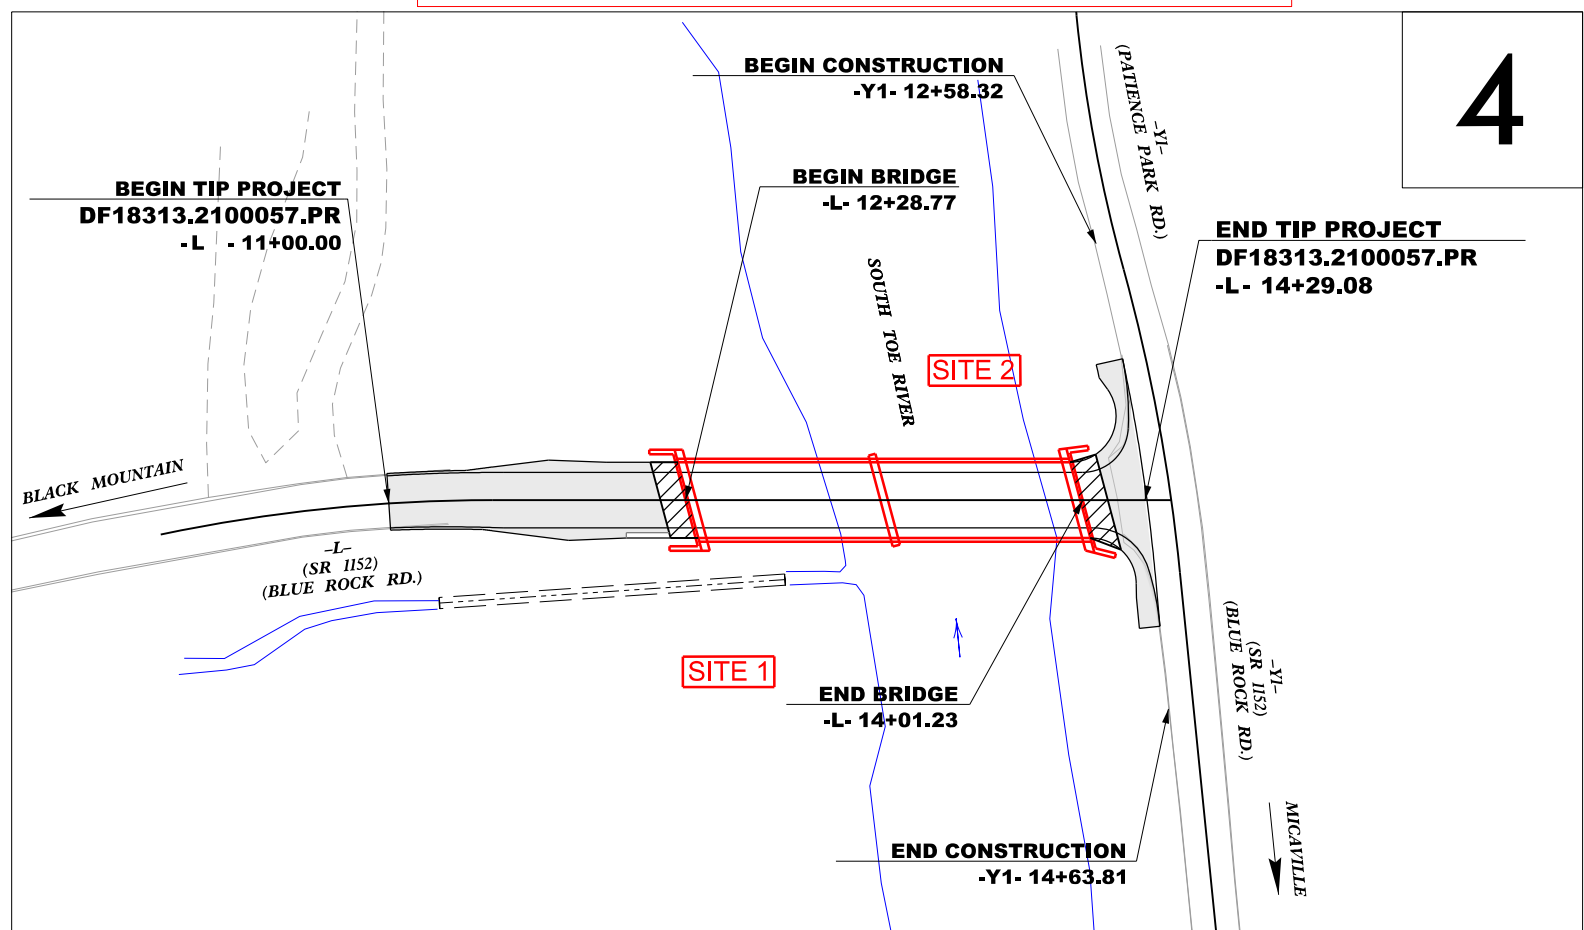 4
BEGIN CONSTRUCTION
-Y1- 12+58.32
-Y1-
(PATIENCE PARK RD.)
BEGIN TIP PROJECT
DF18313.2100057.PR
-L - 11+00.00
BEGIN BRIDGE
-L- 12+28.77
END TIP PROJECT
DF18313.2100057.PR
-L- 14+29.08
SOUTH TOE RIVER
SITE 2
BLACK MOUNTAIN
-L-
(SR 1152)
(BLUE ROCK RD.)
SITE 1
END BRIDGE
-L- 14+01.23
-Y1-
(SR 1152)
(BLUE ROCK RD.)
END CONSTRUCTION
-Y1- 14+63.81
MICAVILLE